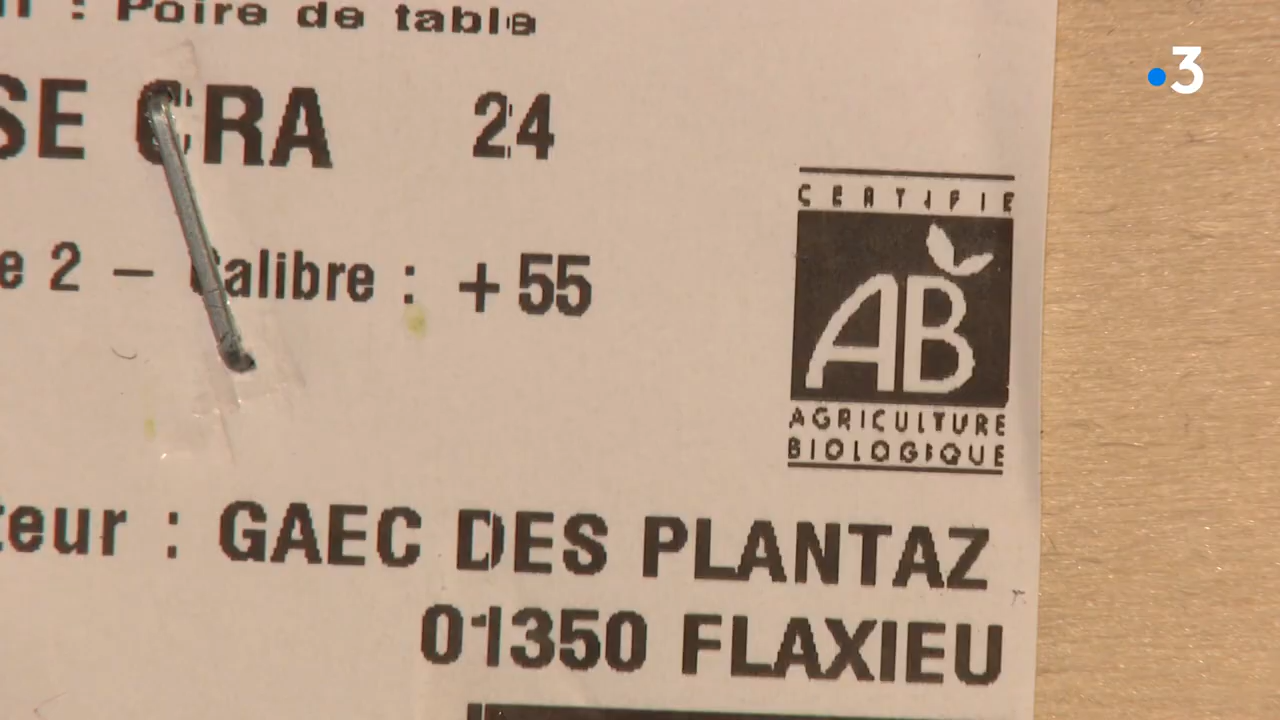 : Poire de table
SE CRA 24
e 2 – Calibre : +55
CERTIFIE
AB
AGRICULTURE
BIOLOGIQUE
teur : GAEC DES PLANTAZ
01350 FLAXIEU
3